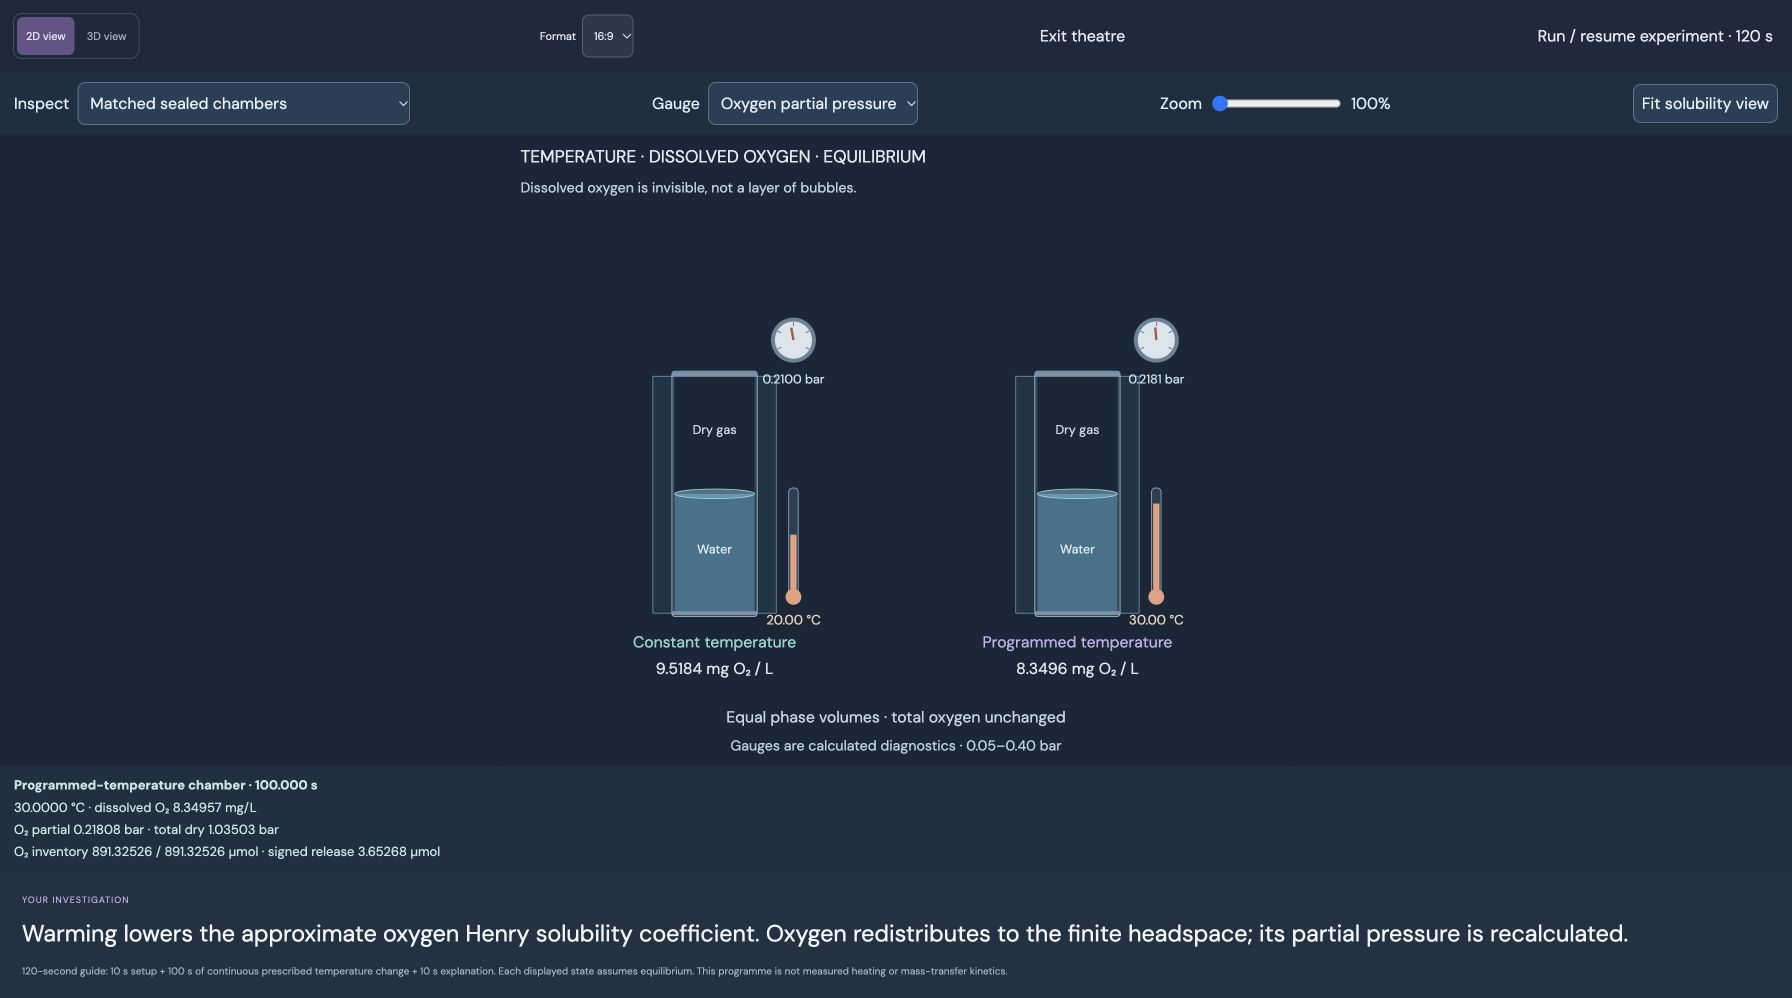 2D view 3D view Format 16:9 Exit theatre Run / resume experiment · 120 s
Inspect Matched sealed chambers Gauge Oxygen partial pressure Zoom 100% Fit solubility view
TEMPERATURE · DISSOLVED OXYGEN · EQUILIBRIUM
Dissolved oxygen is invisible, not a layer of bubbles.
0.2100 bar 0.2181 bar
Dry gas Dry gas
Water Water
20.00 °C 30.00 °C
Constant temperature Programmed temperature
9.5184 mg O₂ / L 8.3496 mg O₂ / L
Equal phase volumes · total oxygen unchanged
Gauges are calculated diagnostics · 0.05–0.40 bar
Programmed-temperature chamber · 100.000 s
30.0000 °C · dissolved O₂ 8.34957 mg/L
O₂ partial 0.21808 bar · total dry 1.03503 bar
O₂ inventory 891.32526 / 891.32526 µmol · signed release 3.65268 µmol
YOUR INVESTIGATION
Warming lowers the approximate oxygen Henry solubility coefficient. Oxygen redistributes to the finite headspace; its partial pressure is recalculated.
120-second guide: 10 s setup + 100 s of continuous prescribed temperature change + 10 s explanation. Each displayed state assumes equilibrium. This programme is not measured heating or mass-transfer kinetics.